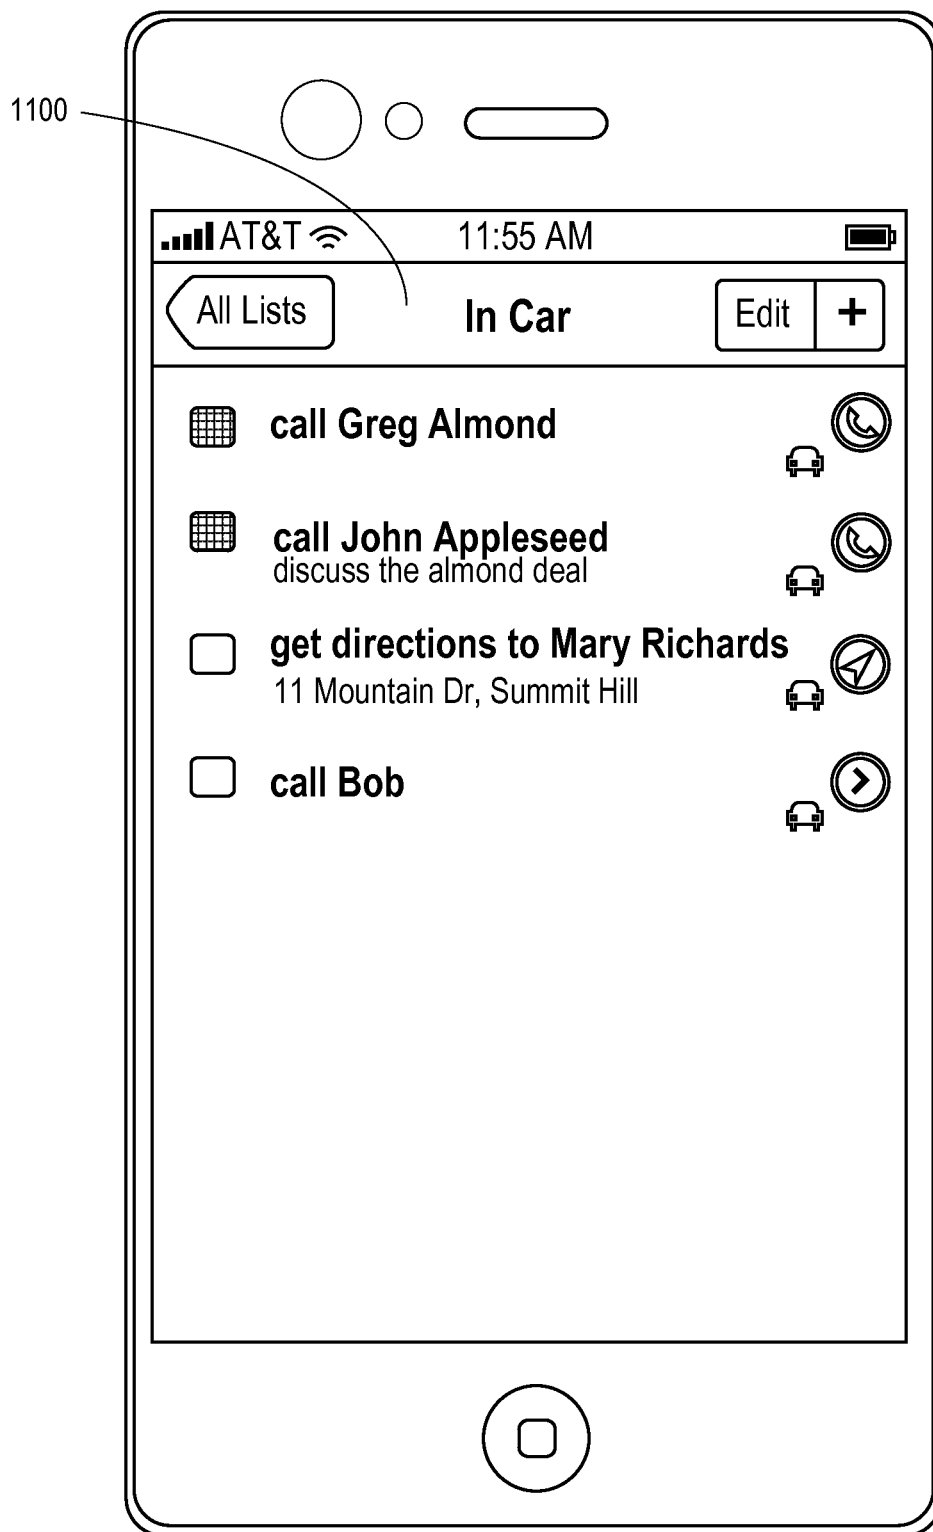 1100
AT&T 11:55 AM
All Lists In Car Edit +
call Greg Almond
call John Appleseed
discuss the almond deal
get directions to Mary Richards
11 Mountain Dr, Summit Hill
call Bob